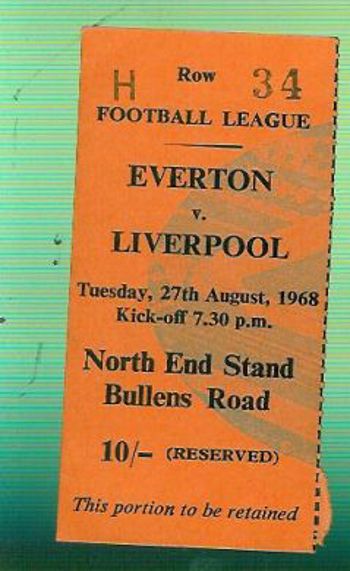 H Row 34
FOOTBALL LEAGUE
EVERTON
v.
LIVERPOOL
Tuesday, 27th August, 1968
Kick-off 7.30 p.m.
North End Stand
Bullens Road
10/- (RESERVED)
This portion to be retained